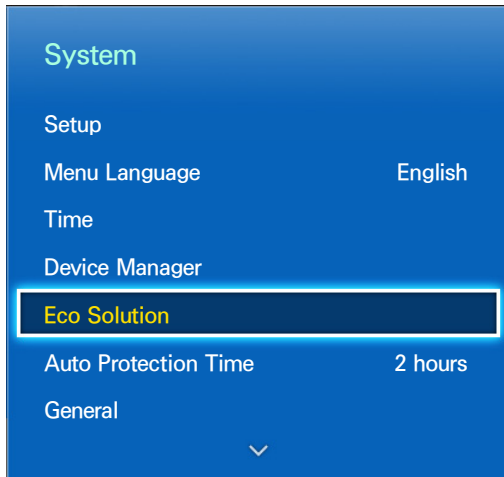 System
Setup
Menu Language English
Time
Device Manager
Eco Solution
Auto Protection Time 2 hours
General